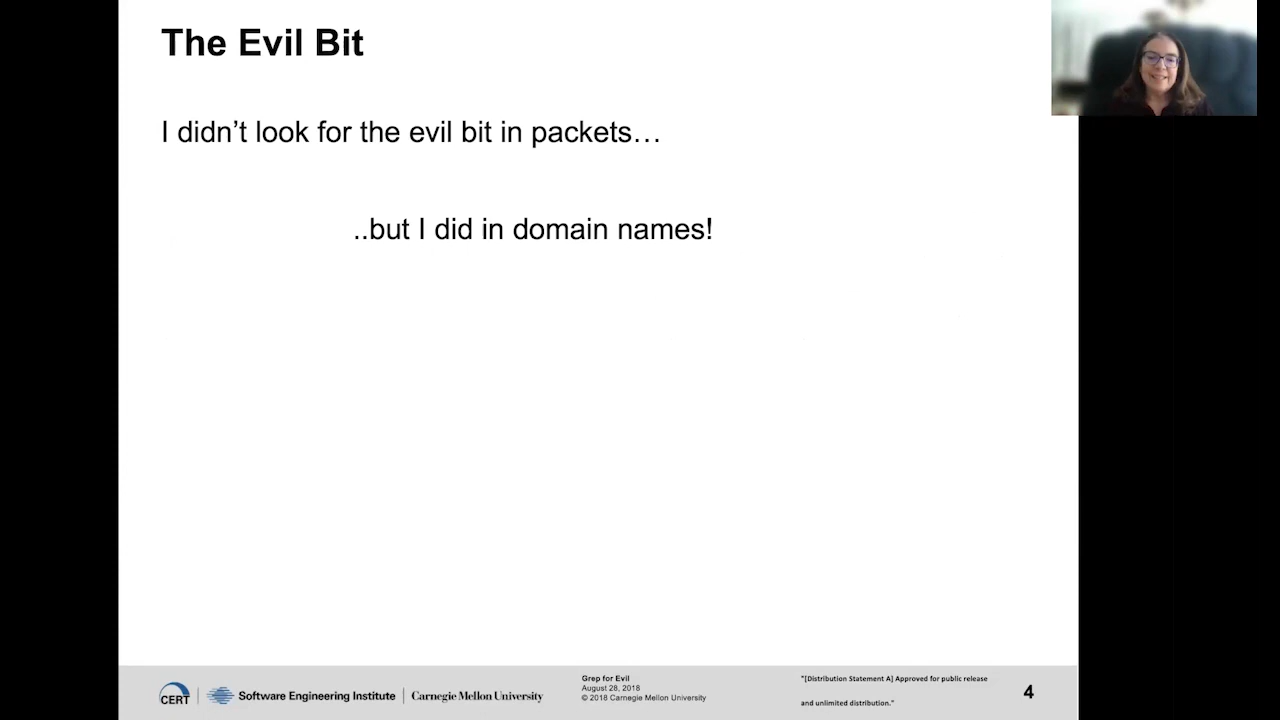 The Evil Bit
I didn’t look for the evil bit in packets…
..but I did in domain names!
CERT
Software Engineering Institute
Carnegie Mellon University
Grep for Evil
August 28, 2018
© 2018 Carnegie Mellon University
"[Distribution Statement A] Approved for public release
and unlimited distribution."
4